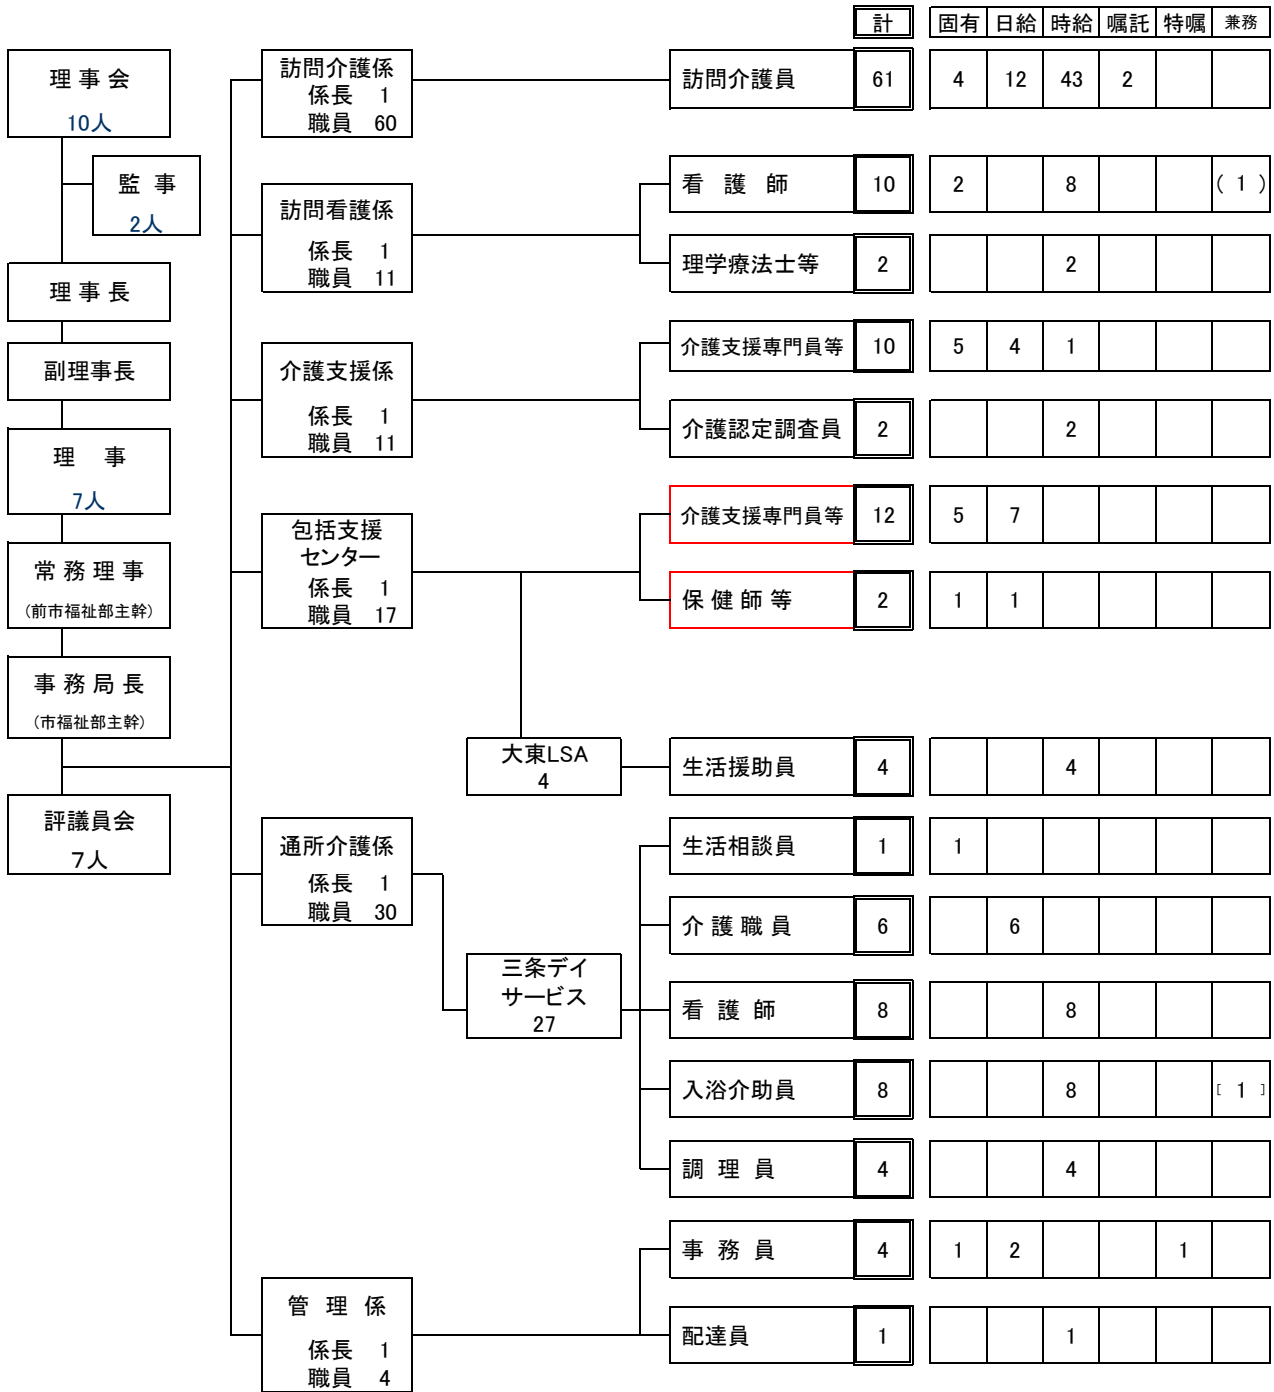 計 固有 日給 時給 嘱託 特嘱 兼務
理 事 会
10人
監 事
2人
理 事 長
副理事長
理 事
7人
常 務 理 事
(前市福祉部主幹)
事 務 局 長
(市福祉部主幹)
評議員会
7人
訪問介護係
係長 1
職員 60
訪問介護員 61 4 12 43 2
訪問看護係
係長 1
職員 11
看 護 師 10 2 8 ( 1 )
理学療法士等 2 2
介護支援係
係長 1
職員 11
介護支援専門員等 10 5 4 1
介護認定調査員 2 2
包括支援
センター
係長 1
職員 17
介護支援専門員等 12 5 7
保 健 師 等 2 1 1
大東LSA
4
生活援助員 4 4
通所介護係
係長 1
職員 30
三条デイ
サービス
27
生活相談員 1 1
介 護 職 員 6 6
看 護 師 8 8
入浴介助員 8 8 [ 1 ]
調 理 員 4 4
管 理 係
係長 1
職員 4
事 務 員 4 1 2 1
配達員 1 1